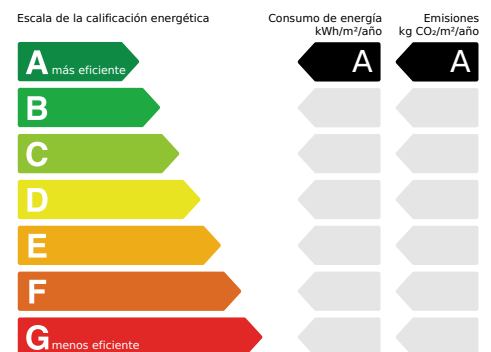 Escala de la calificación energética
Consumo de energía
kWh/m²/año
Emisiones
kg CO₂/m²/año
A más eficiente
A
A
B
C
D
E
F
G menos eficiente